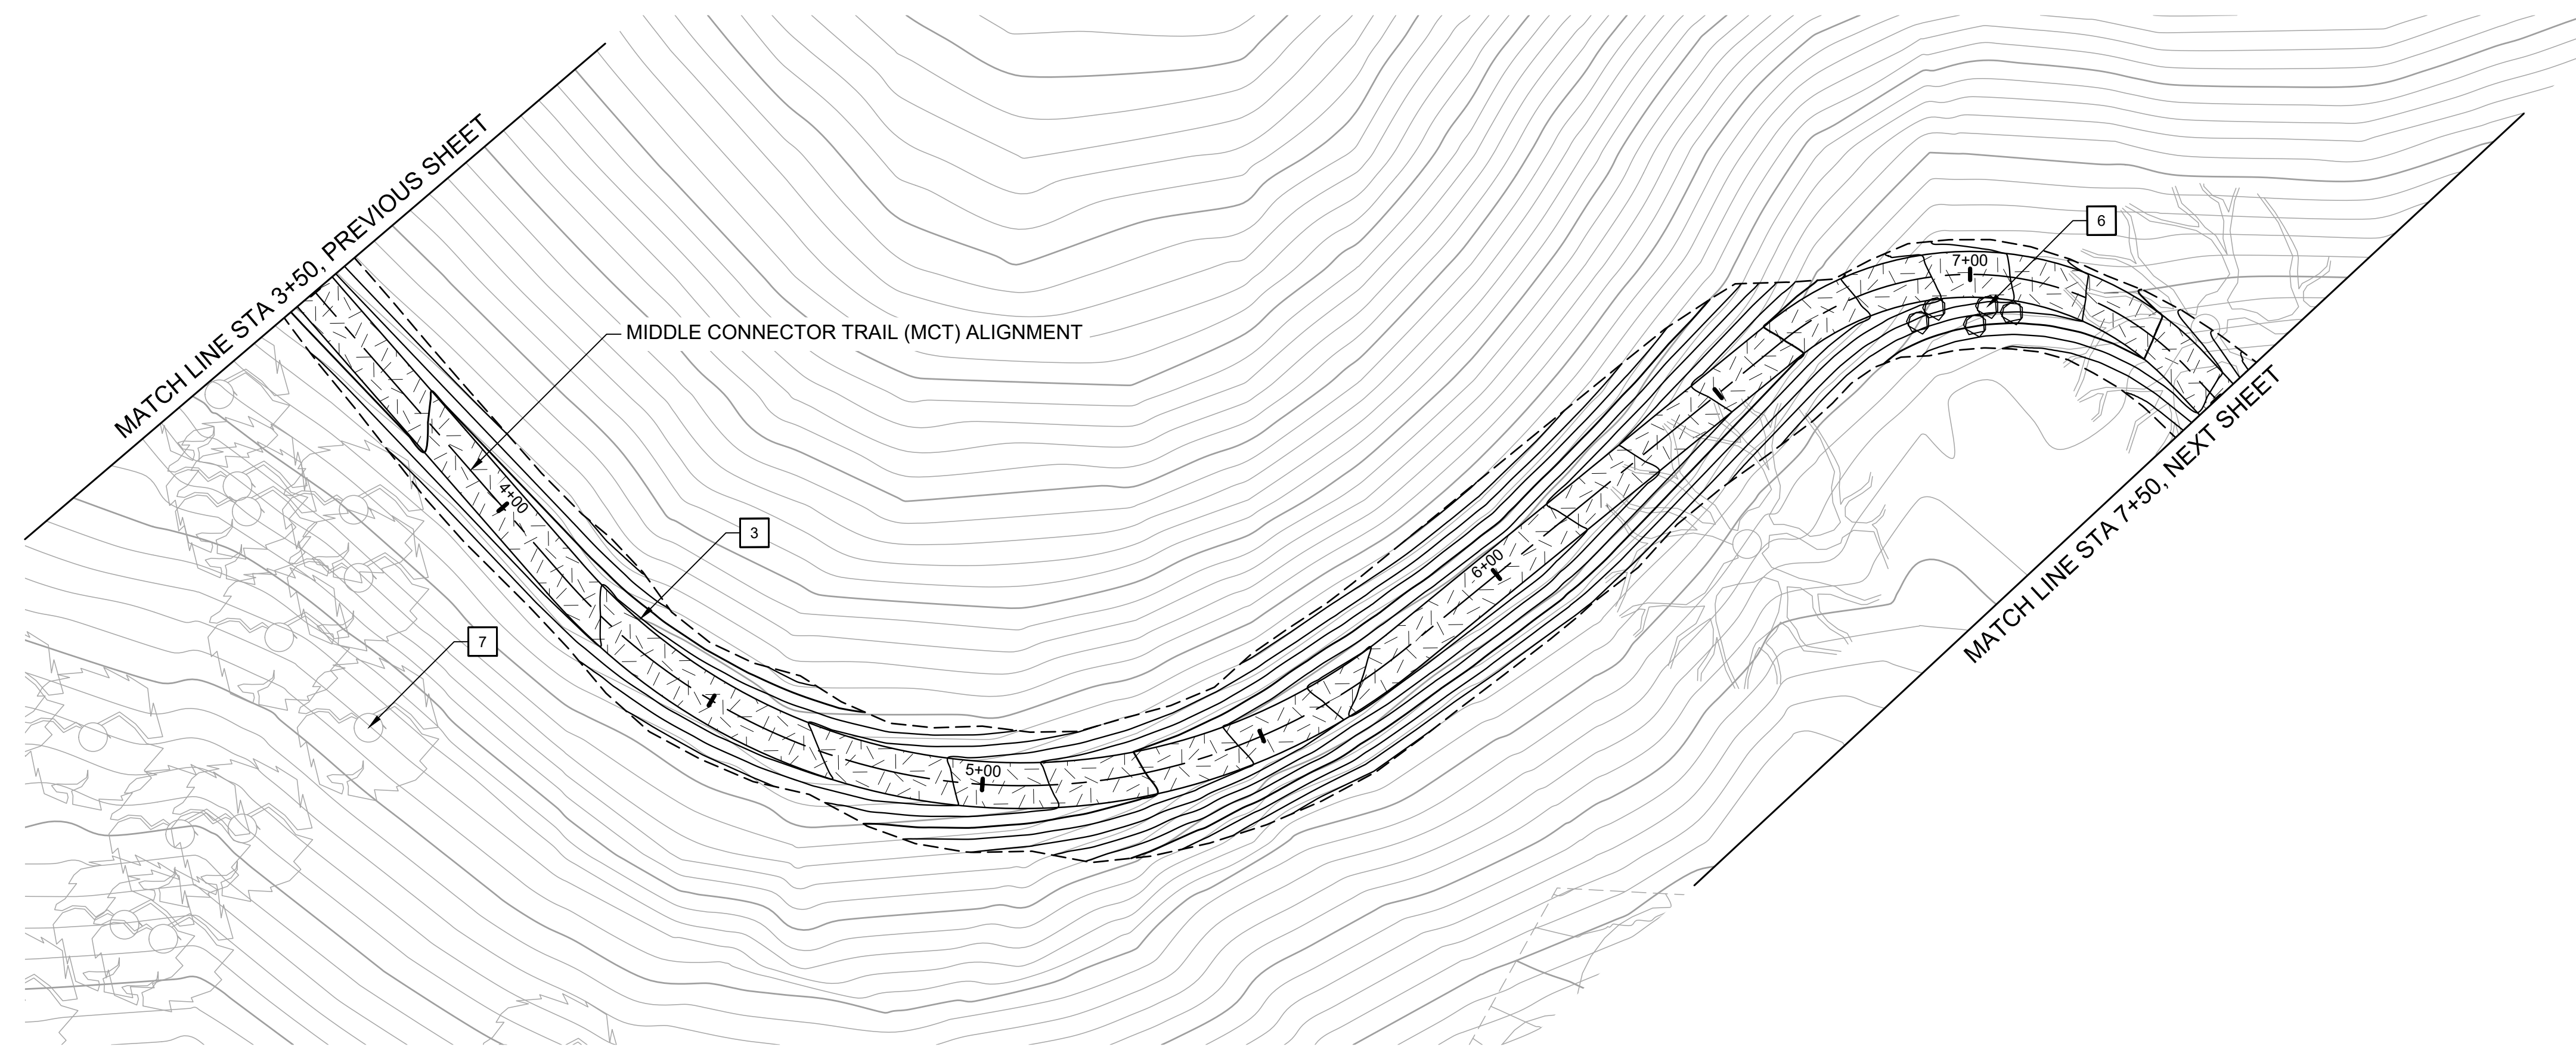 MATCH LINE STA 3+50, PREVIOUS SHEET
MIDDLE CONNECTOR TRAIL (MCT) ALIGNMENT
6
7+00
4+00
3
6+00
7
5+00
MATCH LINE STA 7+50, NEXT SHEET